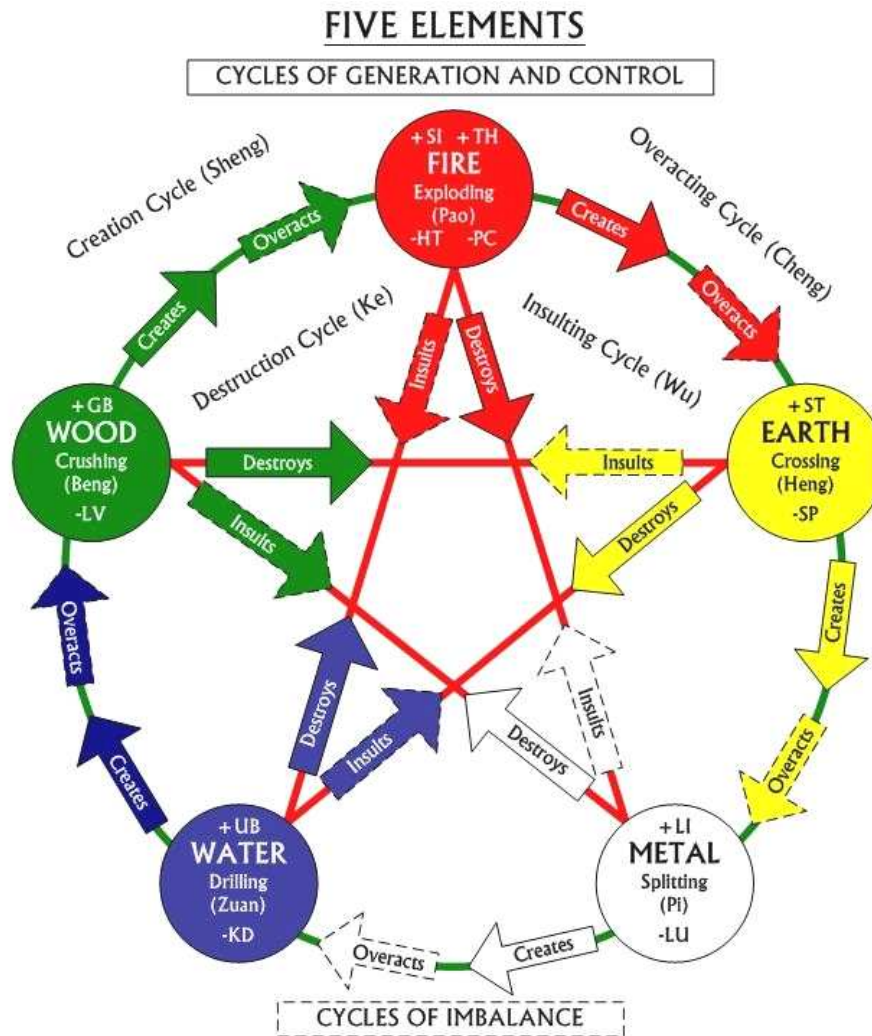 FIVE ELEMENTS
CYCLES OF GENERATION AND CONTROL
Creation Cycle (Sheng)
Overacting Cycle (Cheng)
Destruction Cycle (Ke)
Insulting Cycle (Wu)
+SI +TH
FIRE
Exploding
(Pao)
-HT -PC
Creates
Overacts
Insults
Destroys
+GB
WOOD
Crushing
(Beng)
-LV
Creates
Overacts
Destroys
Insults
+ST
EARTH
Crossing
(Heng)
-SP
Insults
Destroys
Creates
Overacts
+UB
WATER
Drilling
(Zuan)
-KD
Creates
Overacts
Destroys
Insults
+LI
METAL
Splitting
(Pi)
-LU
Destroys
Insults
Creates
Overacts
CYCLES OF IMBALANCE